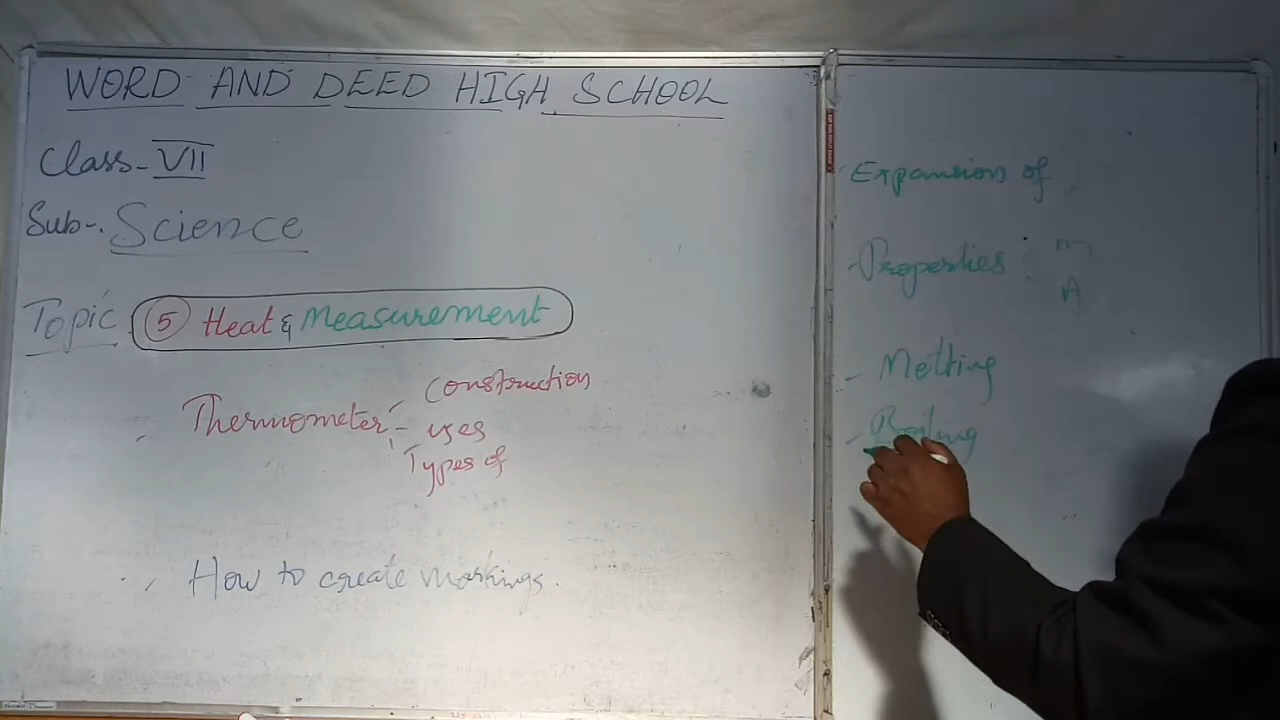 WORD AND DEED HIGH SCHOOL
Class - VII
Sub-. Science
Topic 5 Heat & Measurement
Thermometer - Construction
- uses
Types of
How to create markings.
- Expansion of
- Properties : m
A
- Melting
- Boiling